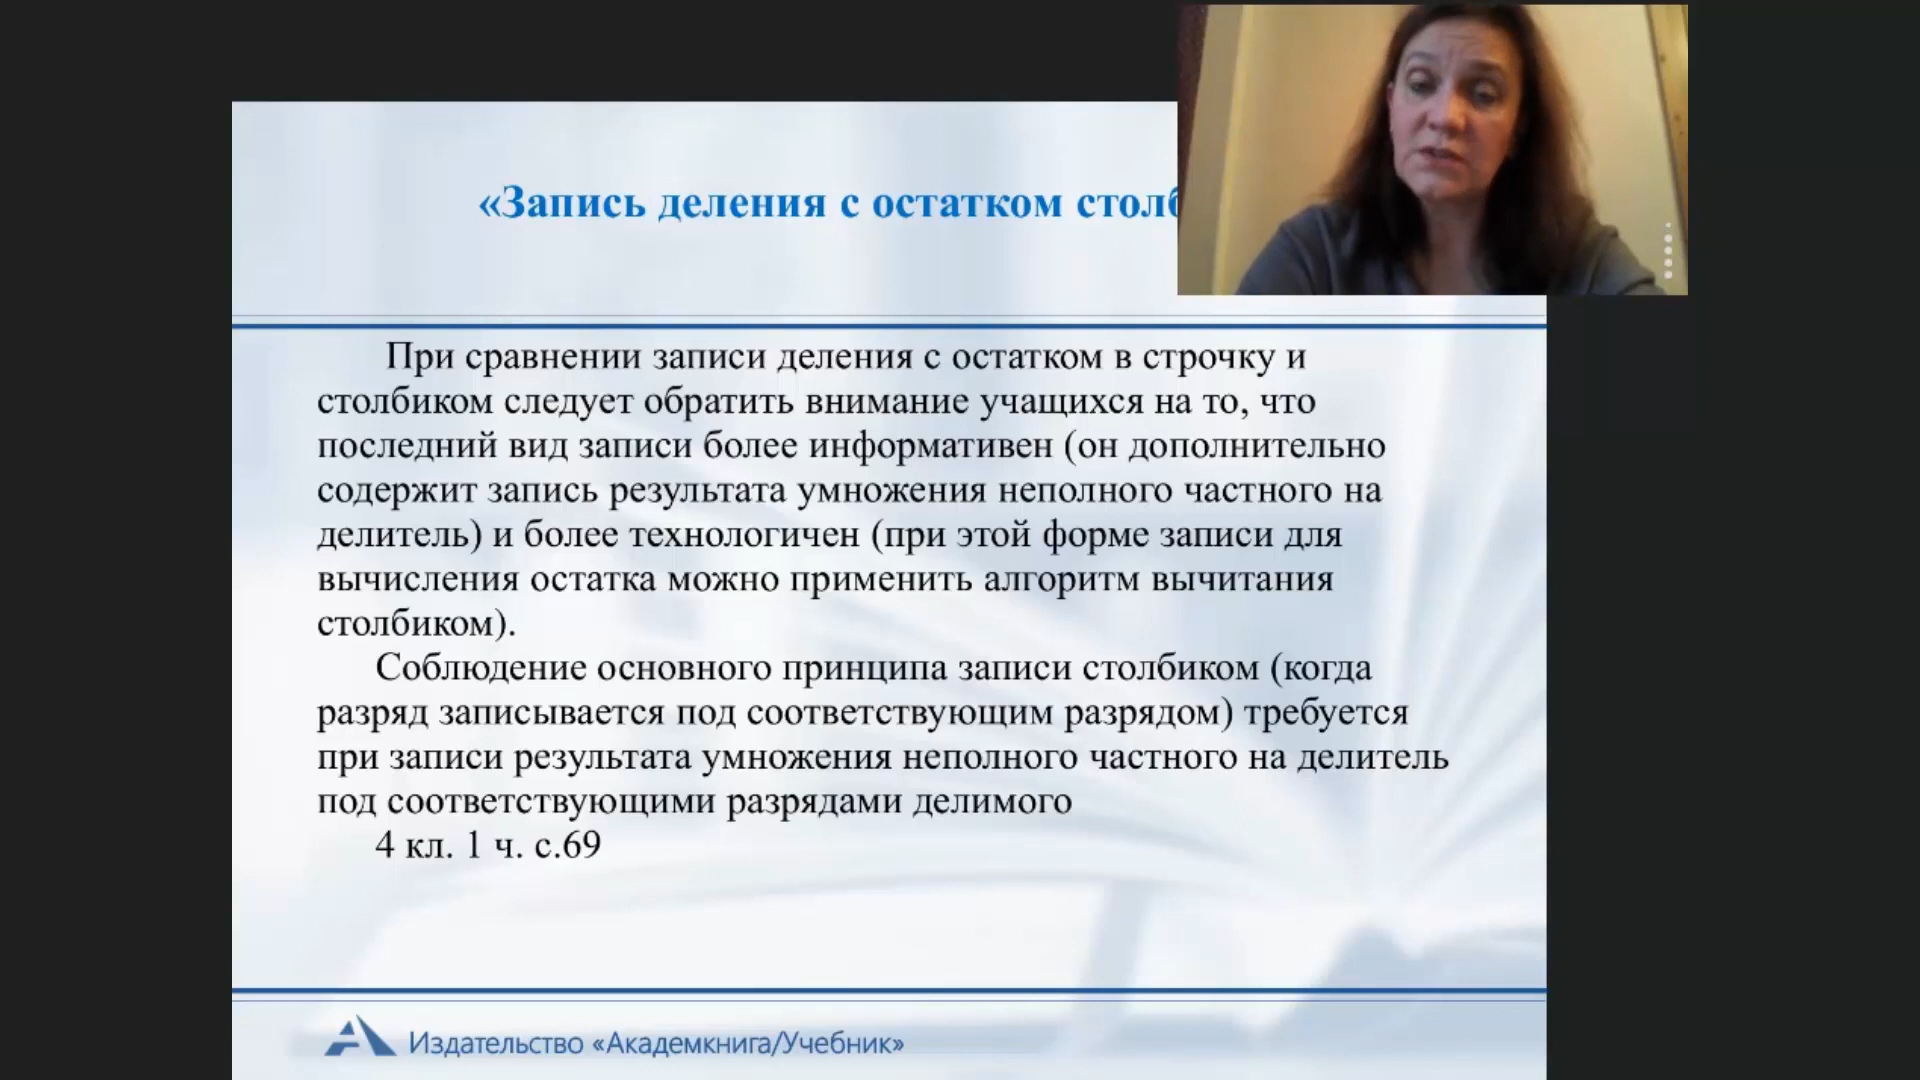 «Запись деления с остатком
При сравнении записи деления с остатком в строчку и
столбиком следует обратить внимание учащихся на то, что
последний вид записи более информативен (он дополнительно
содержит запись результата умножения неполного частного на
делитель) и более технологичен (при этой форме записи для
вычисления остатка можно применить алгоритм вычитания
столбиком).
Соблюдение основного принципа записи столбиком (когда
разряд записывается под соответствующим разрядом) требуется
при записи результата умножения неполного частного на делитель
под соответствующими разрядами делимого
4 кл. 1 ч. с.69
Издательство «Академкнига/Учебник»